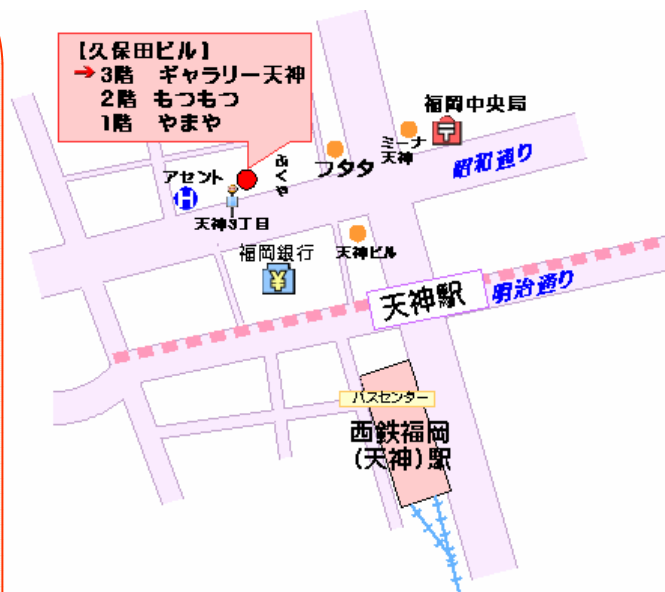 【久保田ビル】
→3階 ギャラリー天神
2階 もつもつ
1階 やまや
福岡中央局
ミーナ
天神
昭和通り
フタタ
ふくや
アセント
H
天神3丁目
福岡銀行
¥
天神ビル
天神駅
明治通り
バスセンター
西鉄福岡
(天神)駅